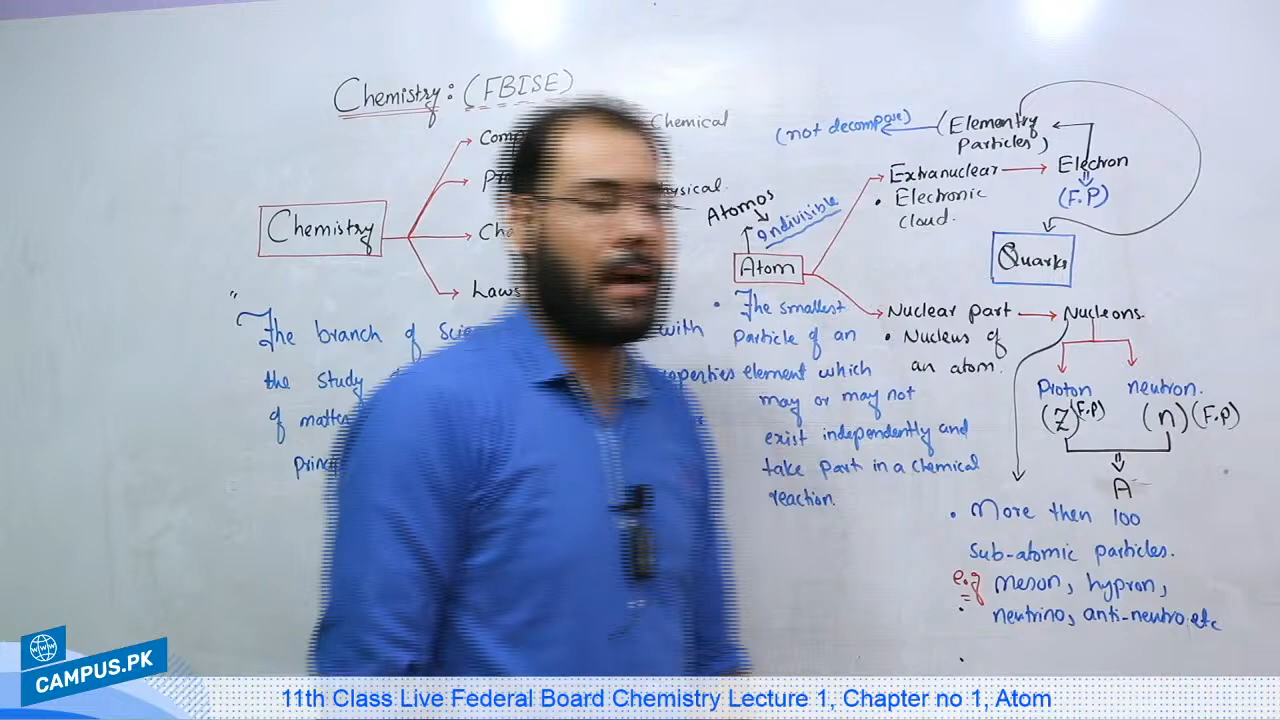 Chemistry: (FBISE)
Chemical
Physical.
Chemistry
Laws
"The branch of
with
the study
properties
of matter
Atomos
Indivisible
Atom
• The smallest
Particle of an
element which
may or may not
exist independently and
take part in a chemical
reaction.
(not decompose)
(Elementry
Particles)
Extranuclear
Electron
(F.P)
• Electronic
cloud.
Quarks
Nuclear part
Nucleons.
• Nucleus of
an atom.
Proton neutron.
(Z)(F.P) (n)(F.P)
A
• More then 100
sub-atomic particles.
e.g meson, hypron,
neutrino, anti-neutro etc
WWW
CAMPUS.PK
11th Class Live Federal Board Chemistry Lecture 1, Chapter no 1, Atom